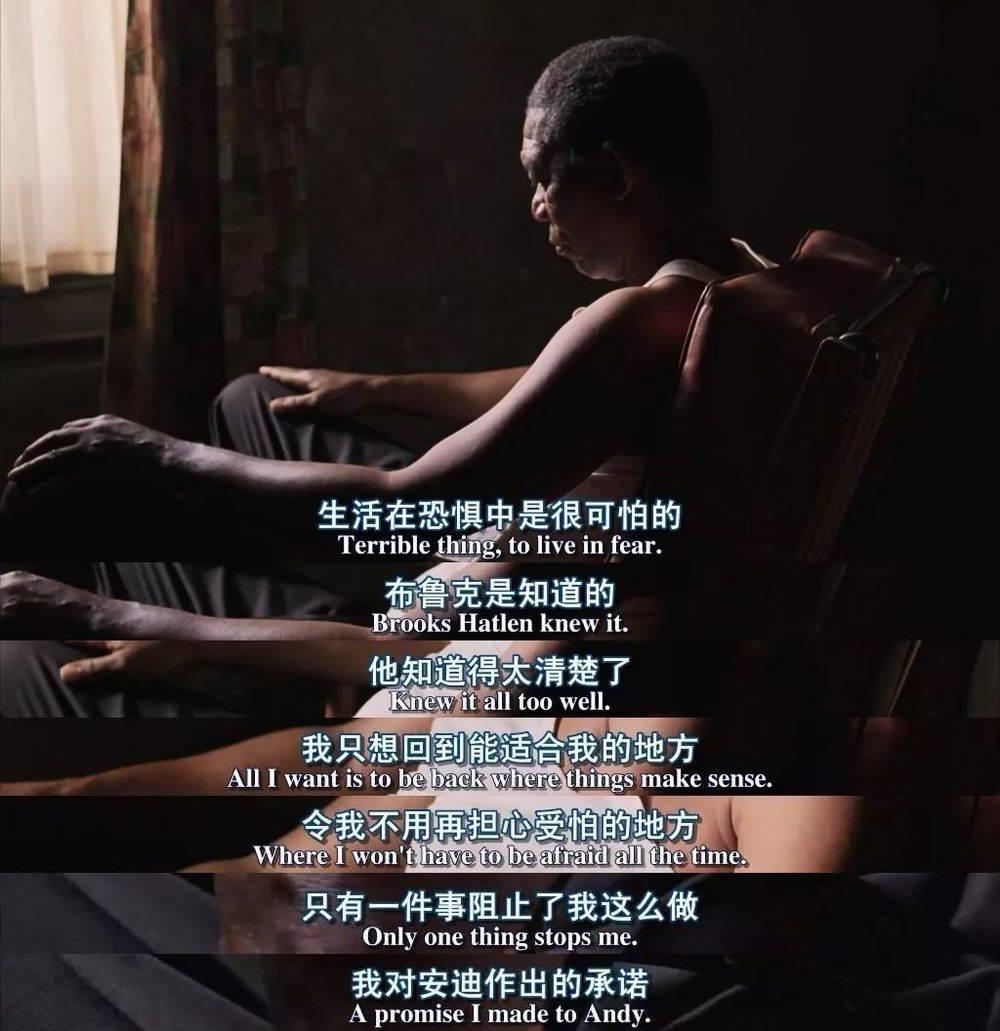 生活在恐惧中是很可怕的
Terrible thing, to live in fear.
布鲁克是知道的
Brooks Hatlen knew it.
他知道得太清楚了
Knew it all too well.
我只想回到能适合我的地方
All I want is to be back where things make sense.
令我不用再担心受怕的地方
Where I won't have to be afraid all the time.
只有一件事阻止了我这么做
Only one thing stops me.
我对安迪作出的承诺
A promise I made to Andy.